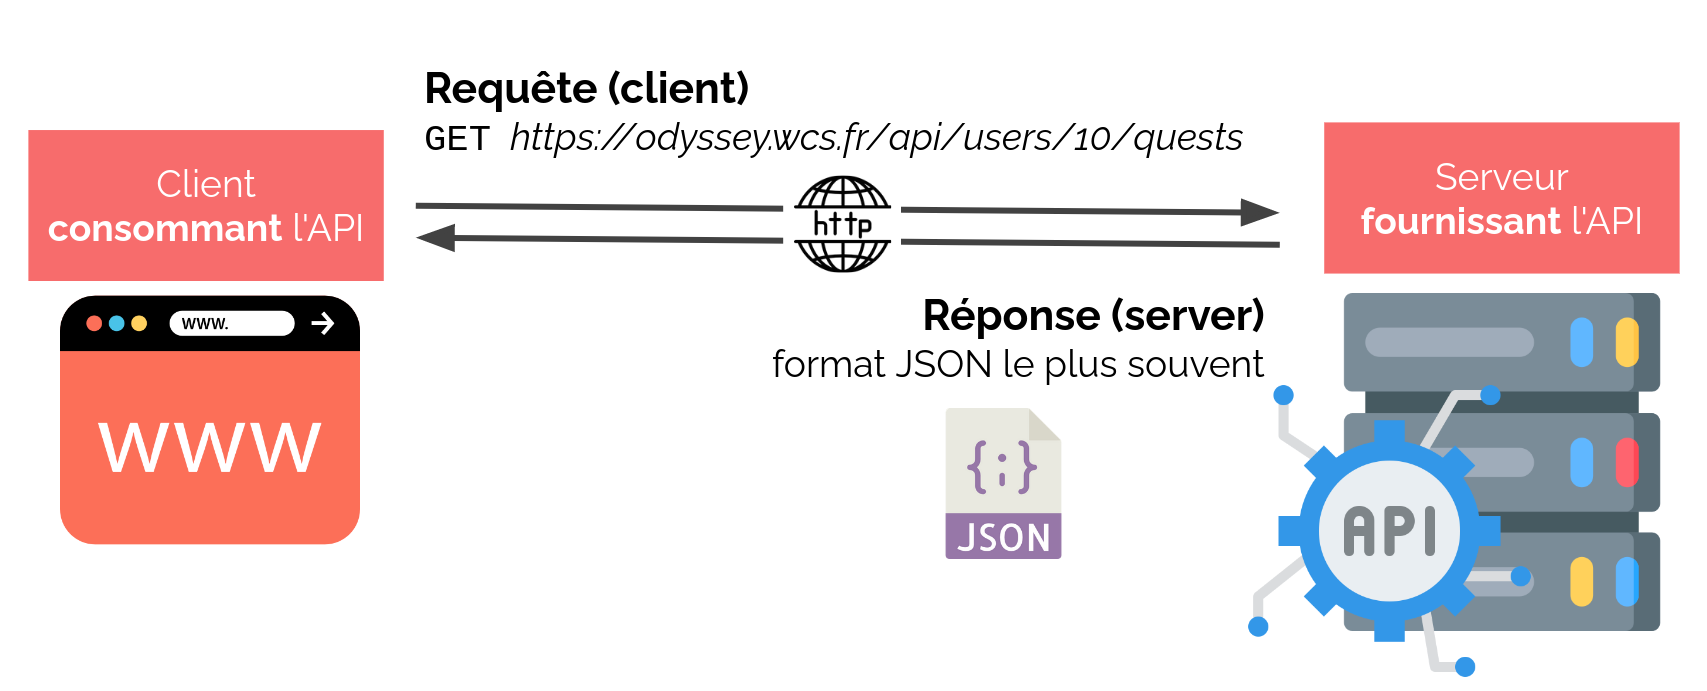 Requête (client)
GET https://odyssey.wcs.fr/api/users/10/quests
Client
consommant l'API
http
Serveur
fournissant l'API
www.
www
Réponse (server)
format JSON le plus souvent
{;}
JSON
API